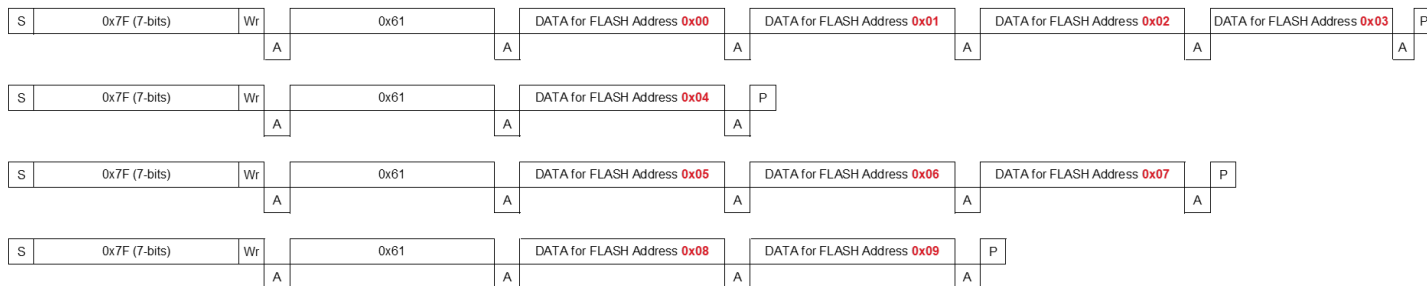 S 0x7F (7-bits) Wr 0x61 DATA for FLASH Address 0x00 DATA for FLASH Address 0x01 DATA for FLASH Address 0x02 DATA for FLASH Address 0x03 P
A A A A A A
S 0x7F (7-bits) Wr 0x61 DATA for FLASH Address 0x04 P
A A A
S 0x7F (7-bits) Wr 0x61 DATA for FLASH Address 0x05 DATA for FLASH Address 0x06 DATA for FLASH Address 0x07 P
A A A A A
S 0x7F (7-bits) Wr 0x61 DATA for FLASH Address 0x08 DATA for FLASH Address 0x09 P
A A A A